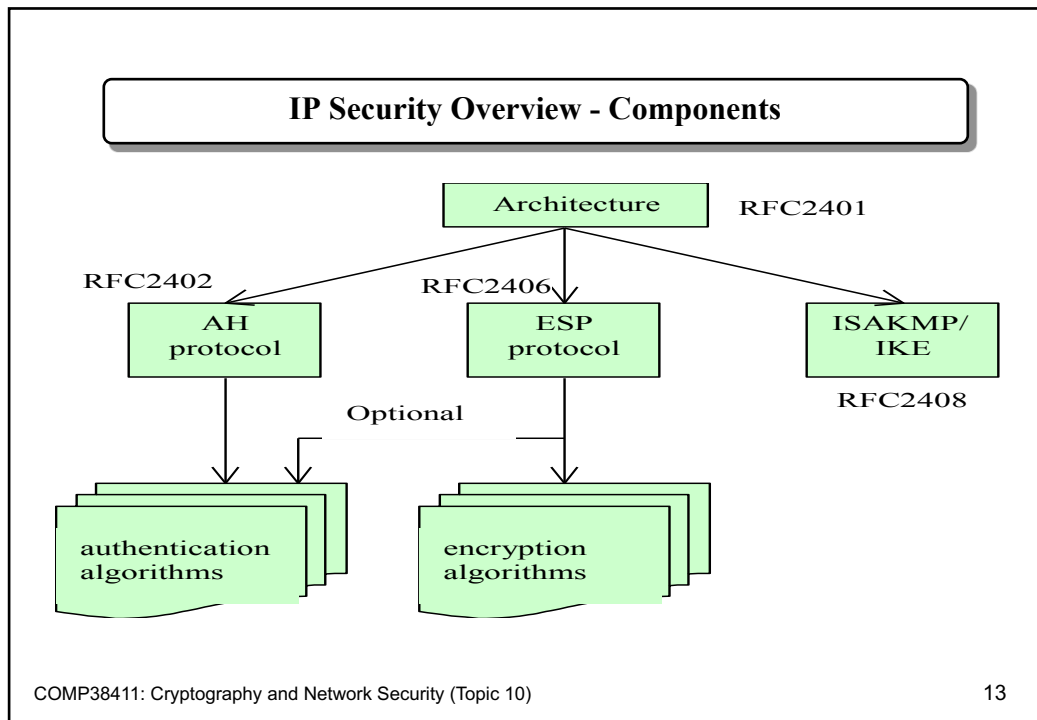 IP Security Overview - Components
Architecture
RFC2401
RFC2402
RFC2406
AH
protocol
ESP
protocol
ISAKMP/
IKE
RFC2408
Optional
authentication
algorithms
encryption
algorithms
COMP38411: Cryptography and Network Security (Topic 10)
13